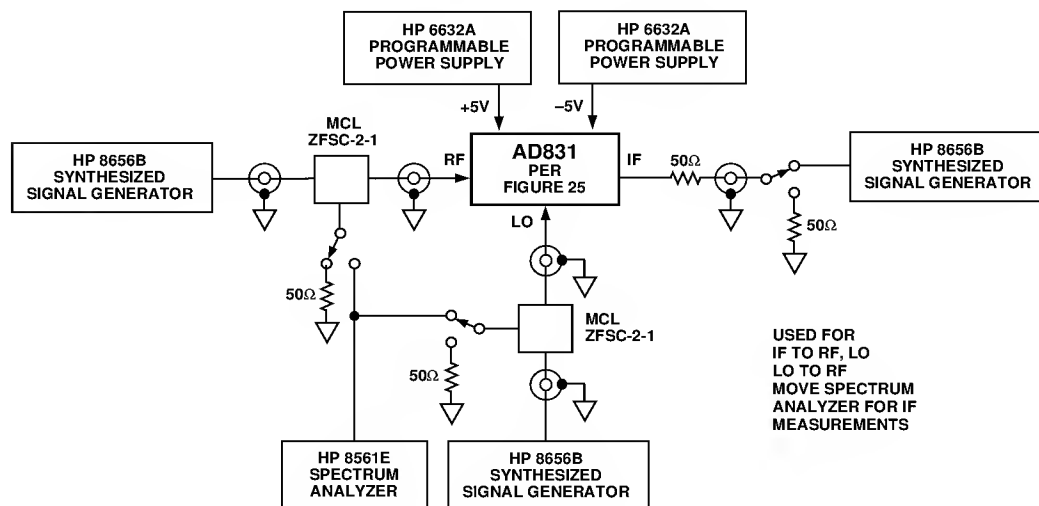 HP 6632A
PROGRAMMABLE
POWER SUPPLY
HP 6632A
PROGRAMMABLE
POWER SUPPLY
+5V
–5V
MCL
ZFSC-2-1
HP 8656B
SYNTHESIZED
SIGNAL GENERATOR
RF
AD831
PER
FIGURE 25
IF
LO
50Ω
HP 8656B
SYNTHESIZED
SIGNAL GENERATOR
50Ω
50Ω
MCL
ZFSC-2-1
50Ω
USED FOR
IF TO RF, LO
LO TO RF
MOVE SPECTRUM
ANALYZER FOR IF
MEASUREMENTS
HP 8561E
SPECTRUM
ANALYZER
HP 8656B
SYNTHESIZED
SIGNAL GENERATOR